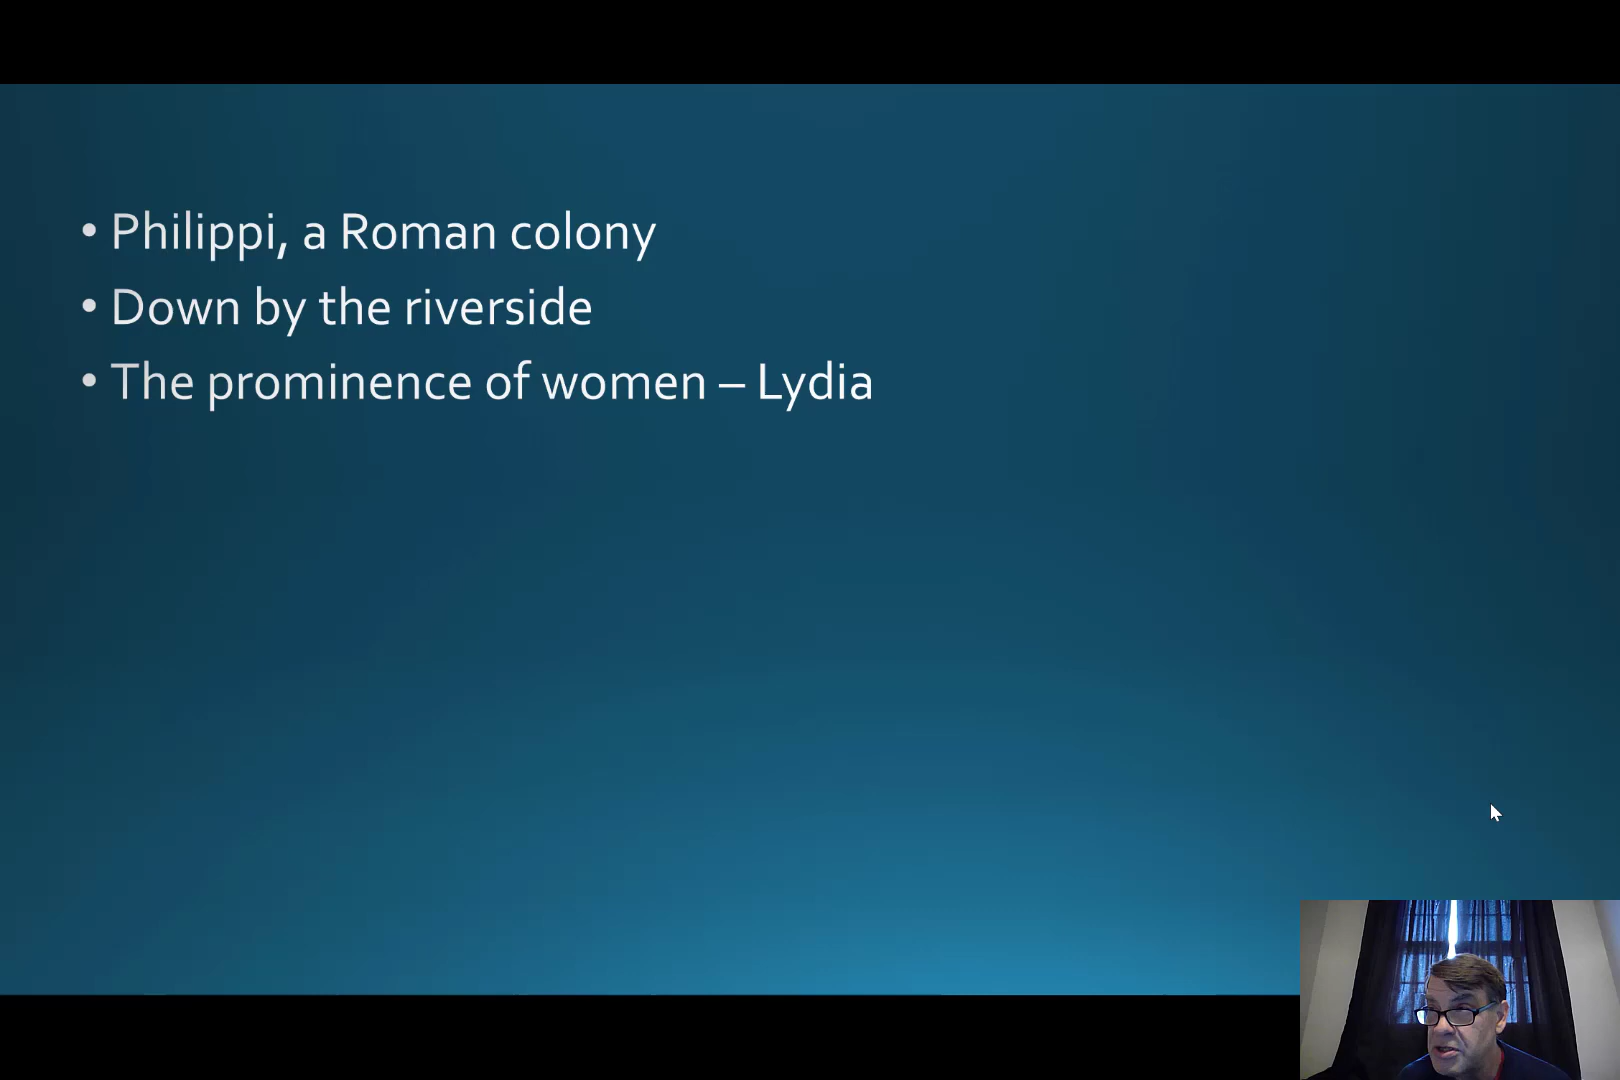 • Philippi, a Roman colony
• Down by the riverside
• The prominence of women – Lydia